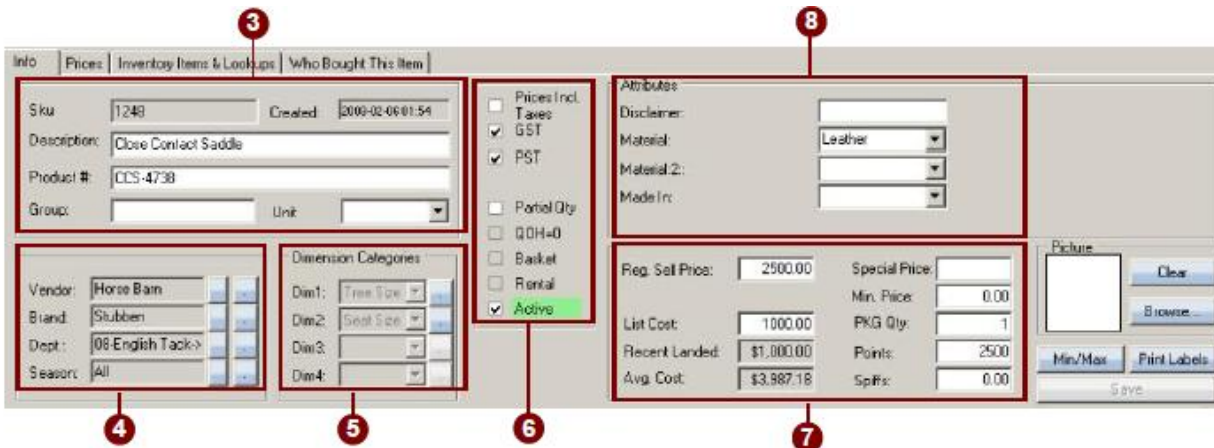 3 8
Info Prices Inventory Items & Lookups Who Bought This Item
Sku 1248 Created: 2008-02-06 01:54
Description: Close Contact Saddle
Product #: CCS-4738
Group: Unit
Prices Incl. Taxes
GST
PST
Partial Qty
QOH=0
Basket
Rental
Active
Attributes
Disclaimer:
Material: Leather
Material 2::
Made In:
Vendor: Horse Barn
Brand: Stubben
Dept.: 08-English Tack->
Season: All
Dimension Categories
Dim1: Tree Size
Dim2: Seat Size
Dim3:
Dim4:
Reg. Sell Price: 2500.00 Special Price:
Min. Price: 0.00
List Cost: 1000.00 PKG Qty: 1
Recent Landed: $1,000.00 Points: 2500
Avg. Cost: $3,987.18 Spiffs: 0.00
Picture
Clear
Browse...
Min/Max Print Labels
Save
4 5 6 7